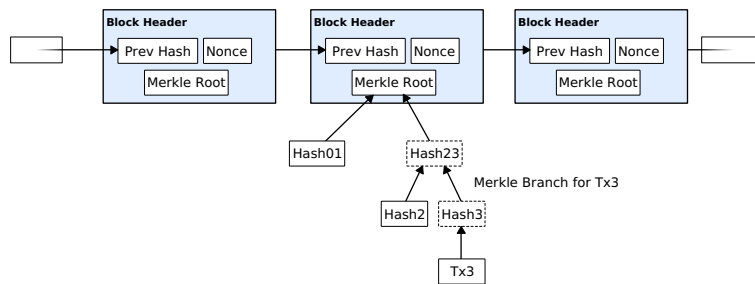 Block Header Block Header Block Header
Prev Hash Nonce Prev Hash Nonce Prev Hash Nonce
Merkle Root Merkle Root Merkle Root
Hash01 Hash23
Merkle Branch for Tx3
Hash2 Hash3
Tx3